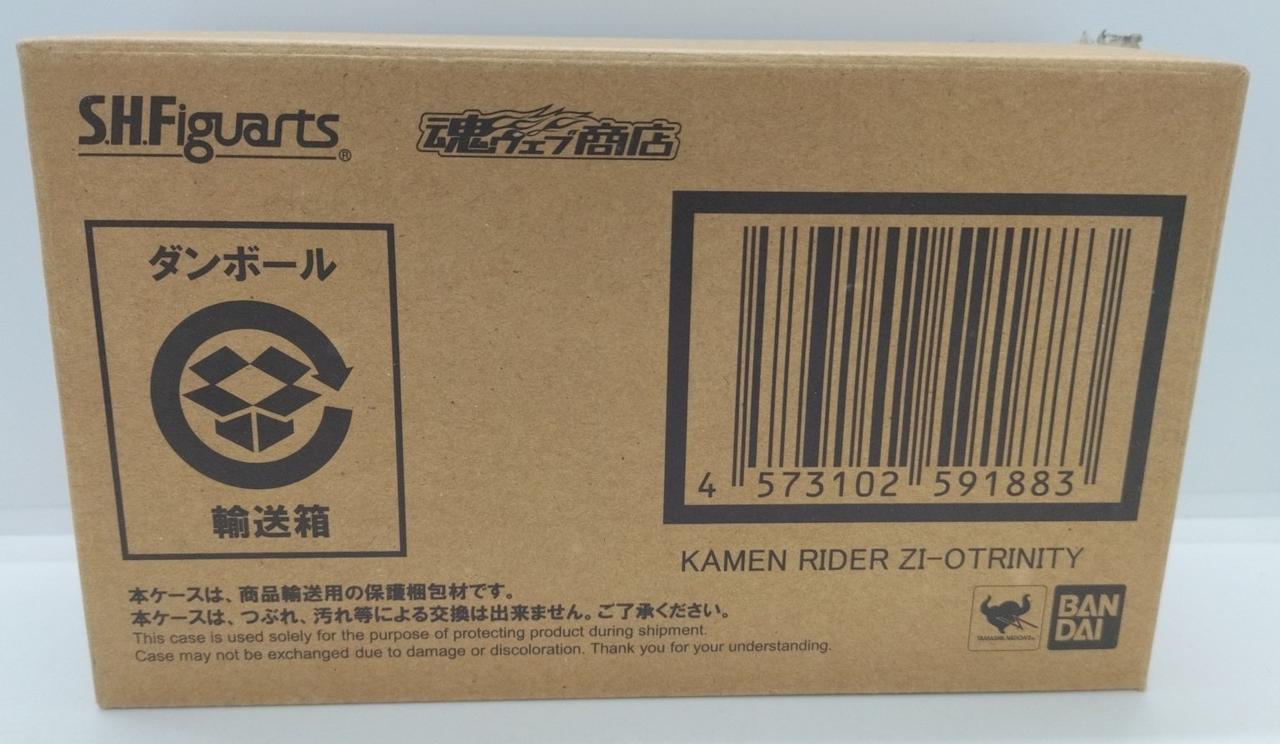 S.H.Figuarts®
魂ウェブ商店
ダンボール
輸送箱
4 573102 591883
KAMEN RIDER ZI-OTRINITY
本ケースは、商品輸送用の保護梱包材です。
本ケースは、つぶれ、汚れ等による交換は出来ません。ご了承ください。
This case is used solely for the purpose of protecting product during shipment.
Case may not be exchanged due to damage or discoloration. Thank you for your understanding.
TAMASHII NATIONS
BAN
DAI